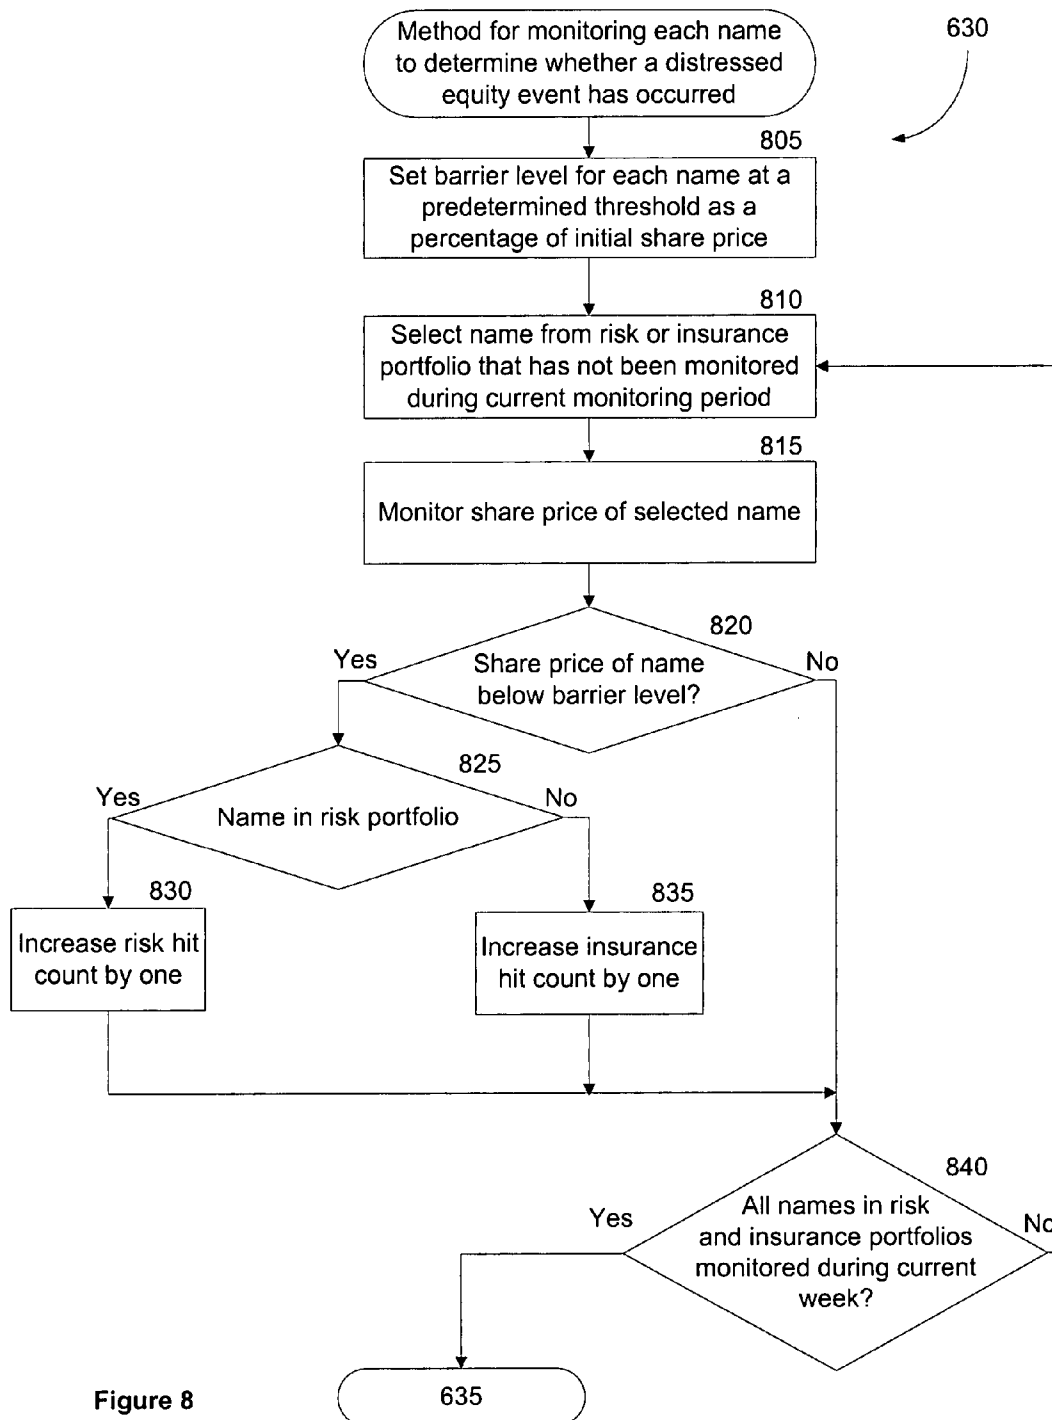 Method for monitoring each name
to determine whether a distressed
equity event has occurred
630
805
Set barrier level for each name at a
predetermined threshold as a
percentage of initial share price
810
Select name from risk or insurance
portfolio that has not been monitored
during current monitoring period
815
Monitor share price of selected name
820
Yes
Share price of name
below barrier level?
No
825
Yes
Name in risk portfolio
No
830
Increase risk hit
count by one
835
Increase insurance
hit count by one
840
Yes
All names in risk
and insurance portfolios
monitored during current
week?
No
635
Figure 8